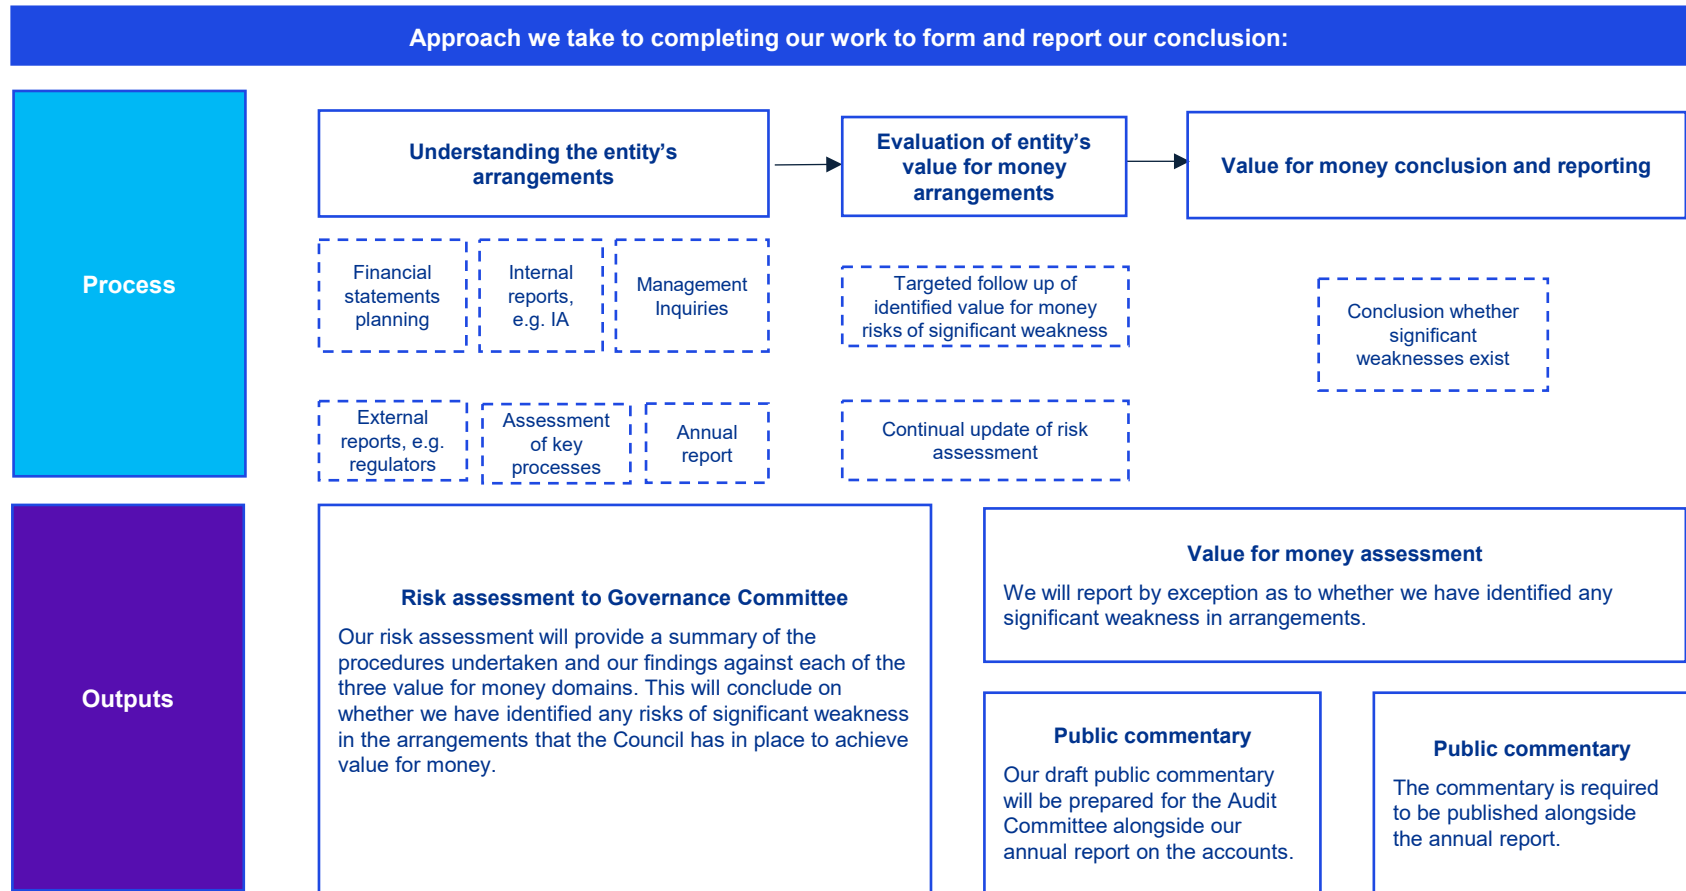 Approach we take to completing our work to form and report our conclusion:
Process
Understanding the entity’s
arrangements
Evaluation of entity’s
value for money
arrangements
Value for money conclusion and reporting
Financial
statements
planning
Internal
reports,
e.g. IA
Management
Inquiries
External
reports, e.g.
regulators
Assessment
of key
processes
Annual
report
Targeted follow up of
identified value for money
risks of significant weakness
Continual update of risk
assessment
Conclusion whether
significant
weaknesses exist
Outputs
Risk assessment to Governance Committee
Our risk assessment will provide a summary of the
procedures undertaken and our findings against each of the
three value for money domains. This will conclude on
whether we have identified any risks of significant weakness
in the arrangements that the Council has in place to achieve
value for money.
Value for money assessment
We will report by exception as to whether we have identified any
significant weakness in arrangements.
Public commentary
Our draft public commentary
will be prepared for the Audit
Committee alongside our
annual report on the accounts.
Public commentary
The commentary is required
to be published alongside
the annual report.